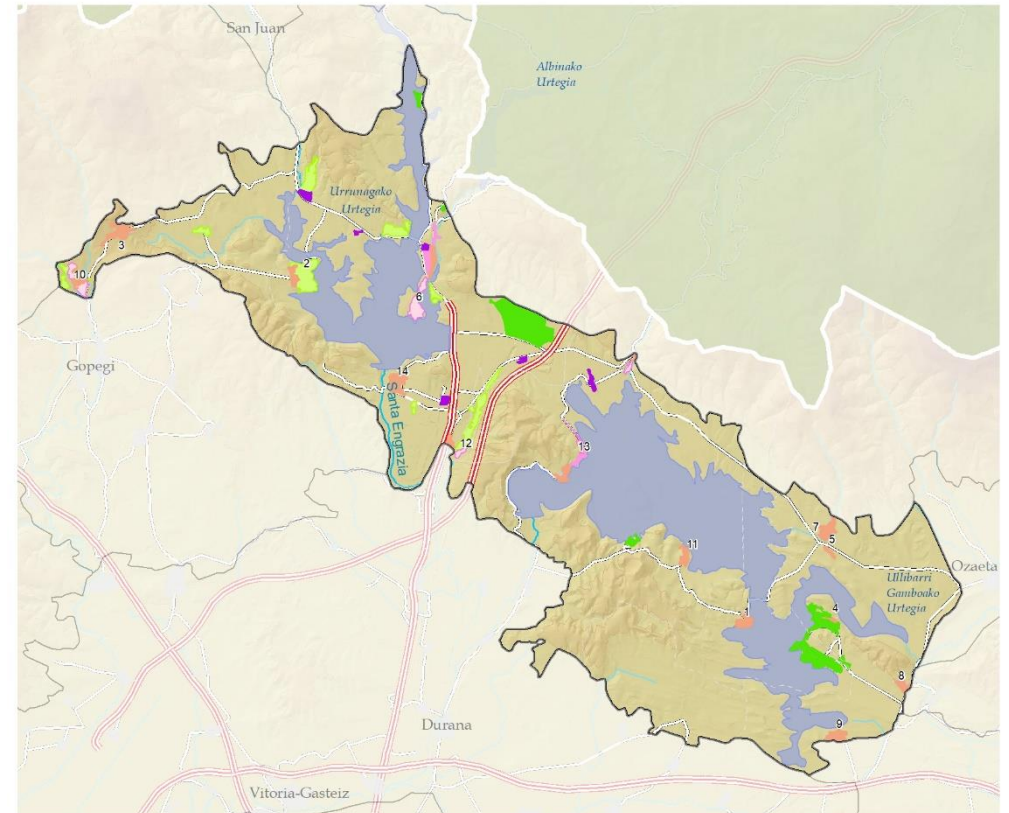 San Juan
Albinako
Urtegia
Urrunagako
Urtegia
3
10
2
6
Gopegi
14
Santa Engrazia
12
13
7
5
11
Ozaeta
Ullibarri
Gamboako
Urtegia
1
4
8
9
Durana
Vitoria-Gasteiz